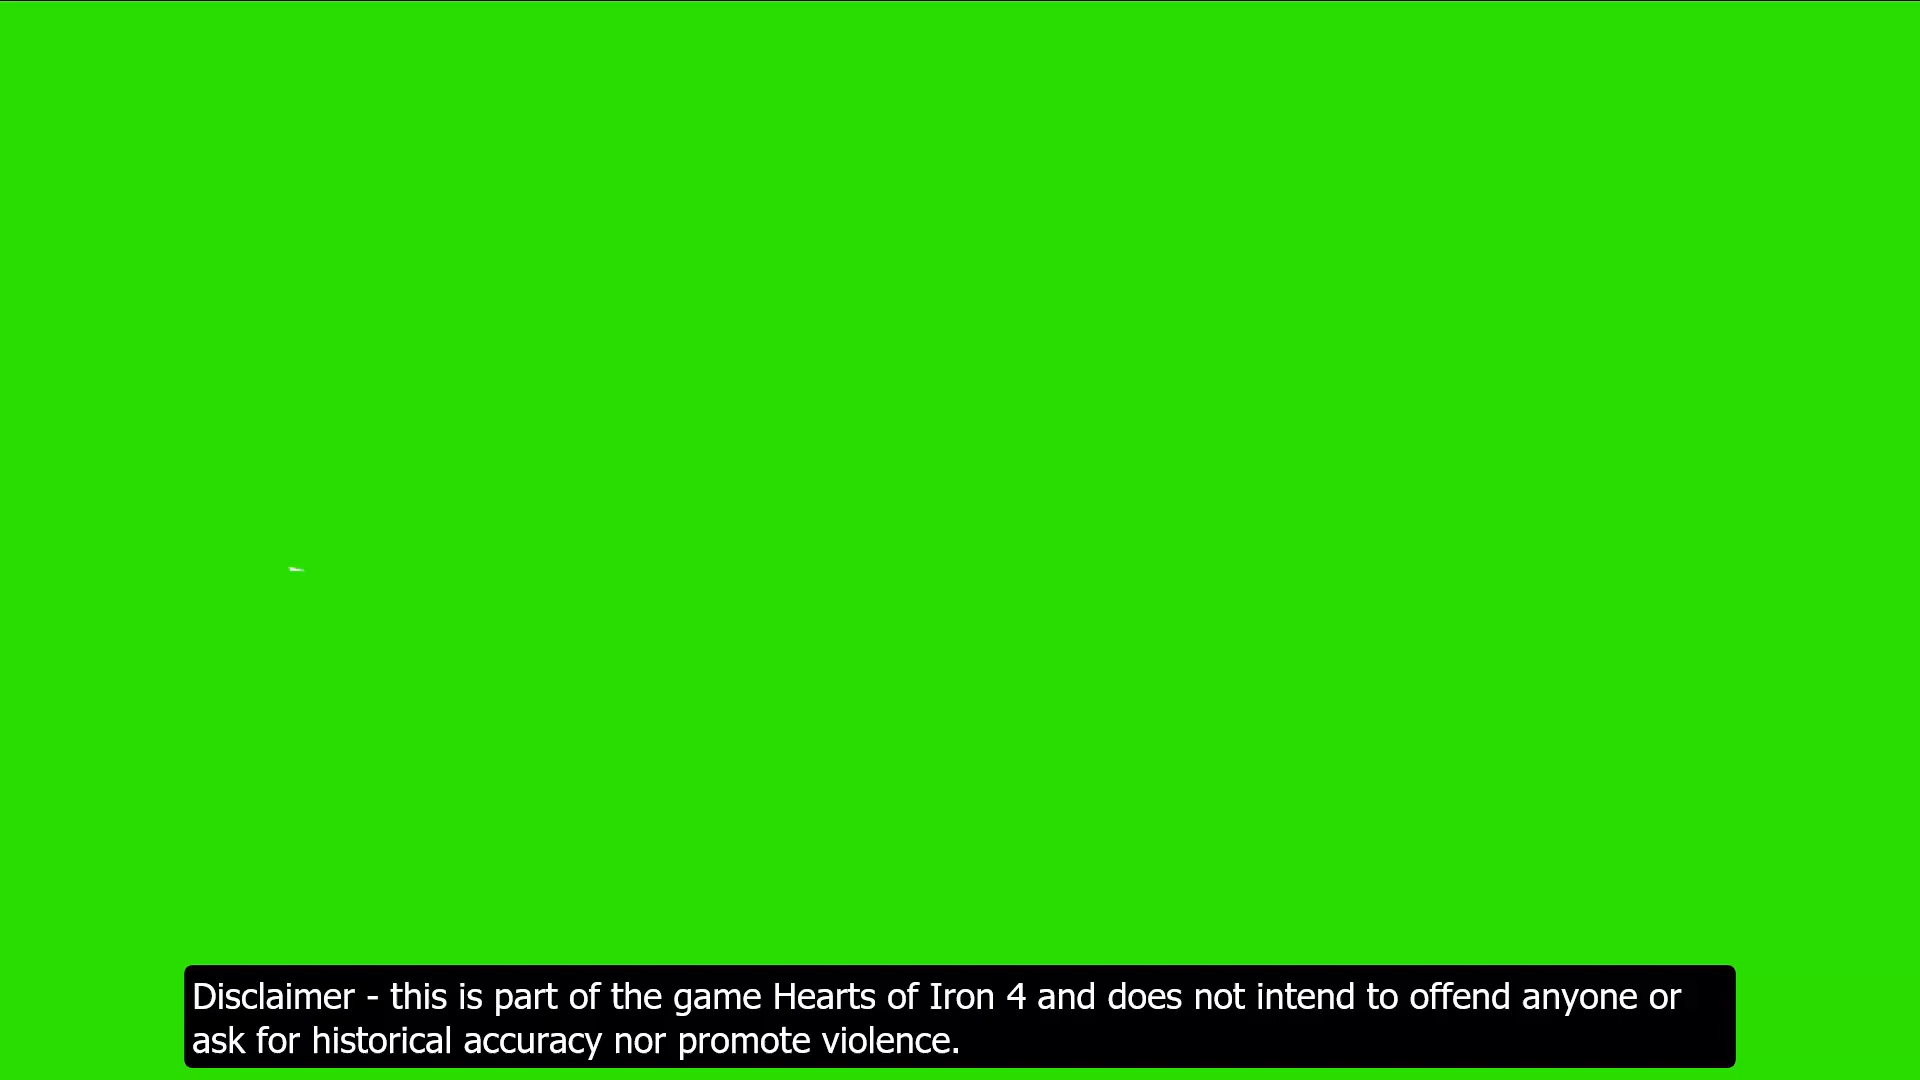 Disclaimer - this is part of the game Hearts of Iron 4 and does not intend to offend anyone or
ask for historical accuracy nor promote violence.